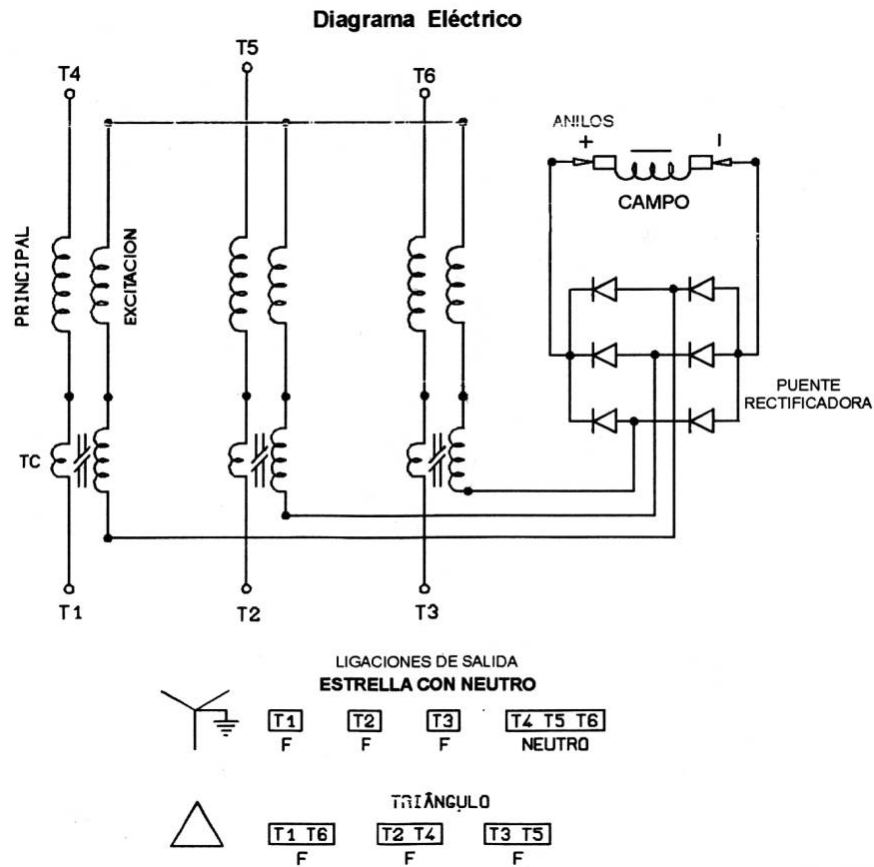 Diagrama Eléctrico
T4
T5
T6
ANILOS
+
CAMPO
PRINCIPAL
EXCITACION
PUENTE
RECTIFICADORA
TC
T1
T2
T3
LIGACIONES DE SALIDA
ESTRELLA CON NEUTRO
T1 T2 T3 T4 T5 T6
F F F NEUTRO
TRIÂNGULO
T1 T6 T2 T4 T3 T5
F F F